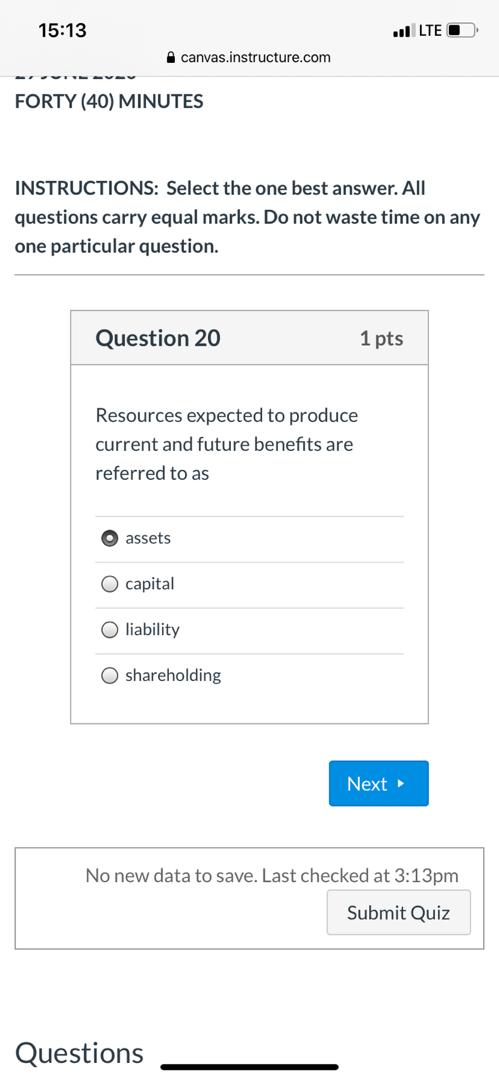 15:13
LTE
canvas.instructure.com
FORTY (40) MINUTES
INSTRUCTIONS: Select the one best answer. All
questions carry equal marks. Do not waste time on any
one particular question.
Question 20
1 pts
Resources expected to produce
current and future benefits are
referred to as
assets
capital
liability
shareholding
Next
No new data to save. Last checked at 3:13pm
Submit Quiz
Questions